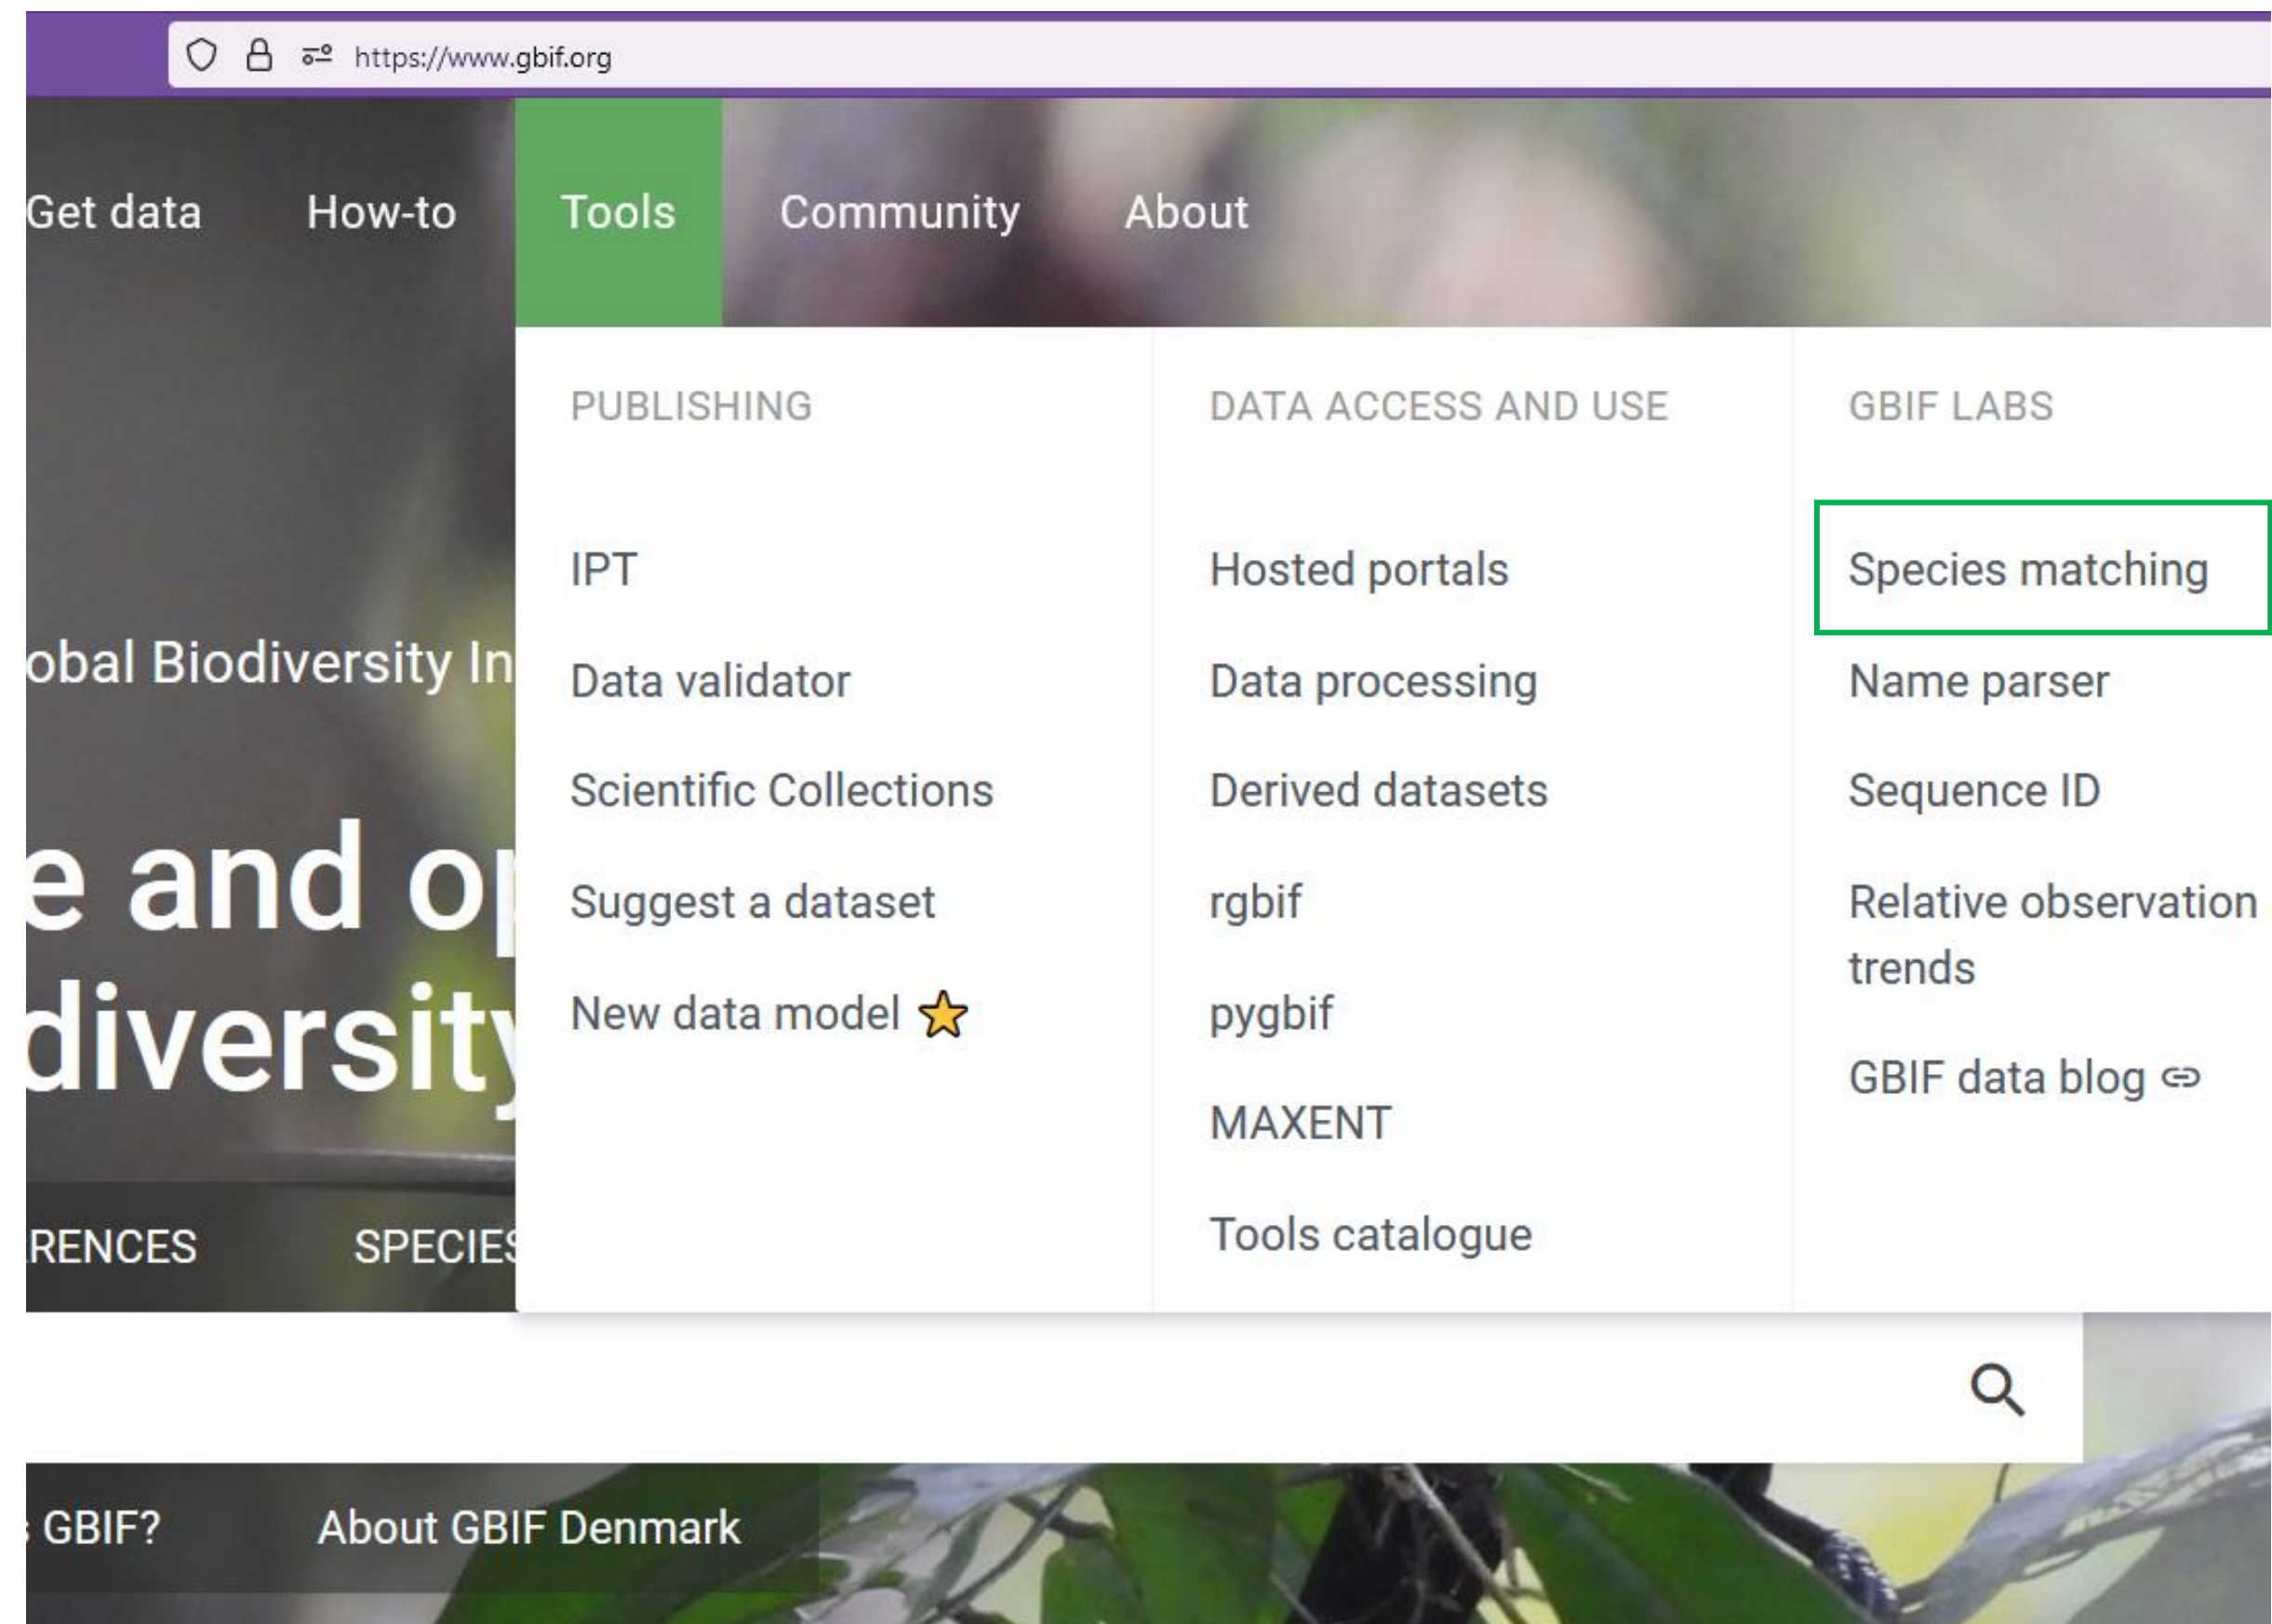 https://www.gbif.org
Get data How-to Tools Community About
PUBLISHING
IPT
Data validator
Scientific Collections
Suggest a dataset
New data model
DATA ACCESS AND USE
Hosted portals
Data processing
Derived datasets
rgbif
pygbif
MAXENT
Tools catalogue
GBIF LABS
Species matching
Name parser
Sequence ID
Relative observation
trends
GBIF data blog
obal Biodiversity In
e and op
diversity
RENCES SPECIES
s GBIF? About GBIF Denmark